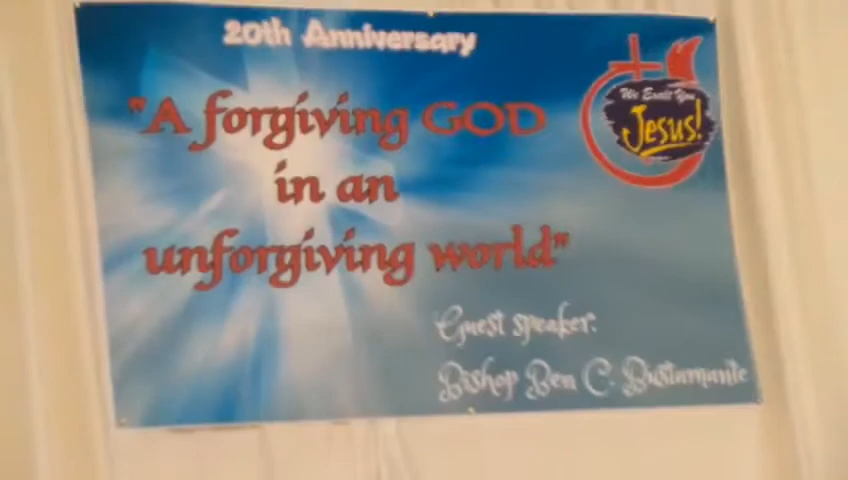 20th Anniversary
"A forgiving GOD
in an
unforgiving world"
We Exalt You
Jesus!
Guest speaker:
Bishop Ben C. Bustamante